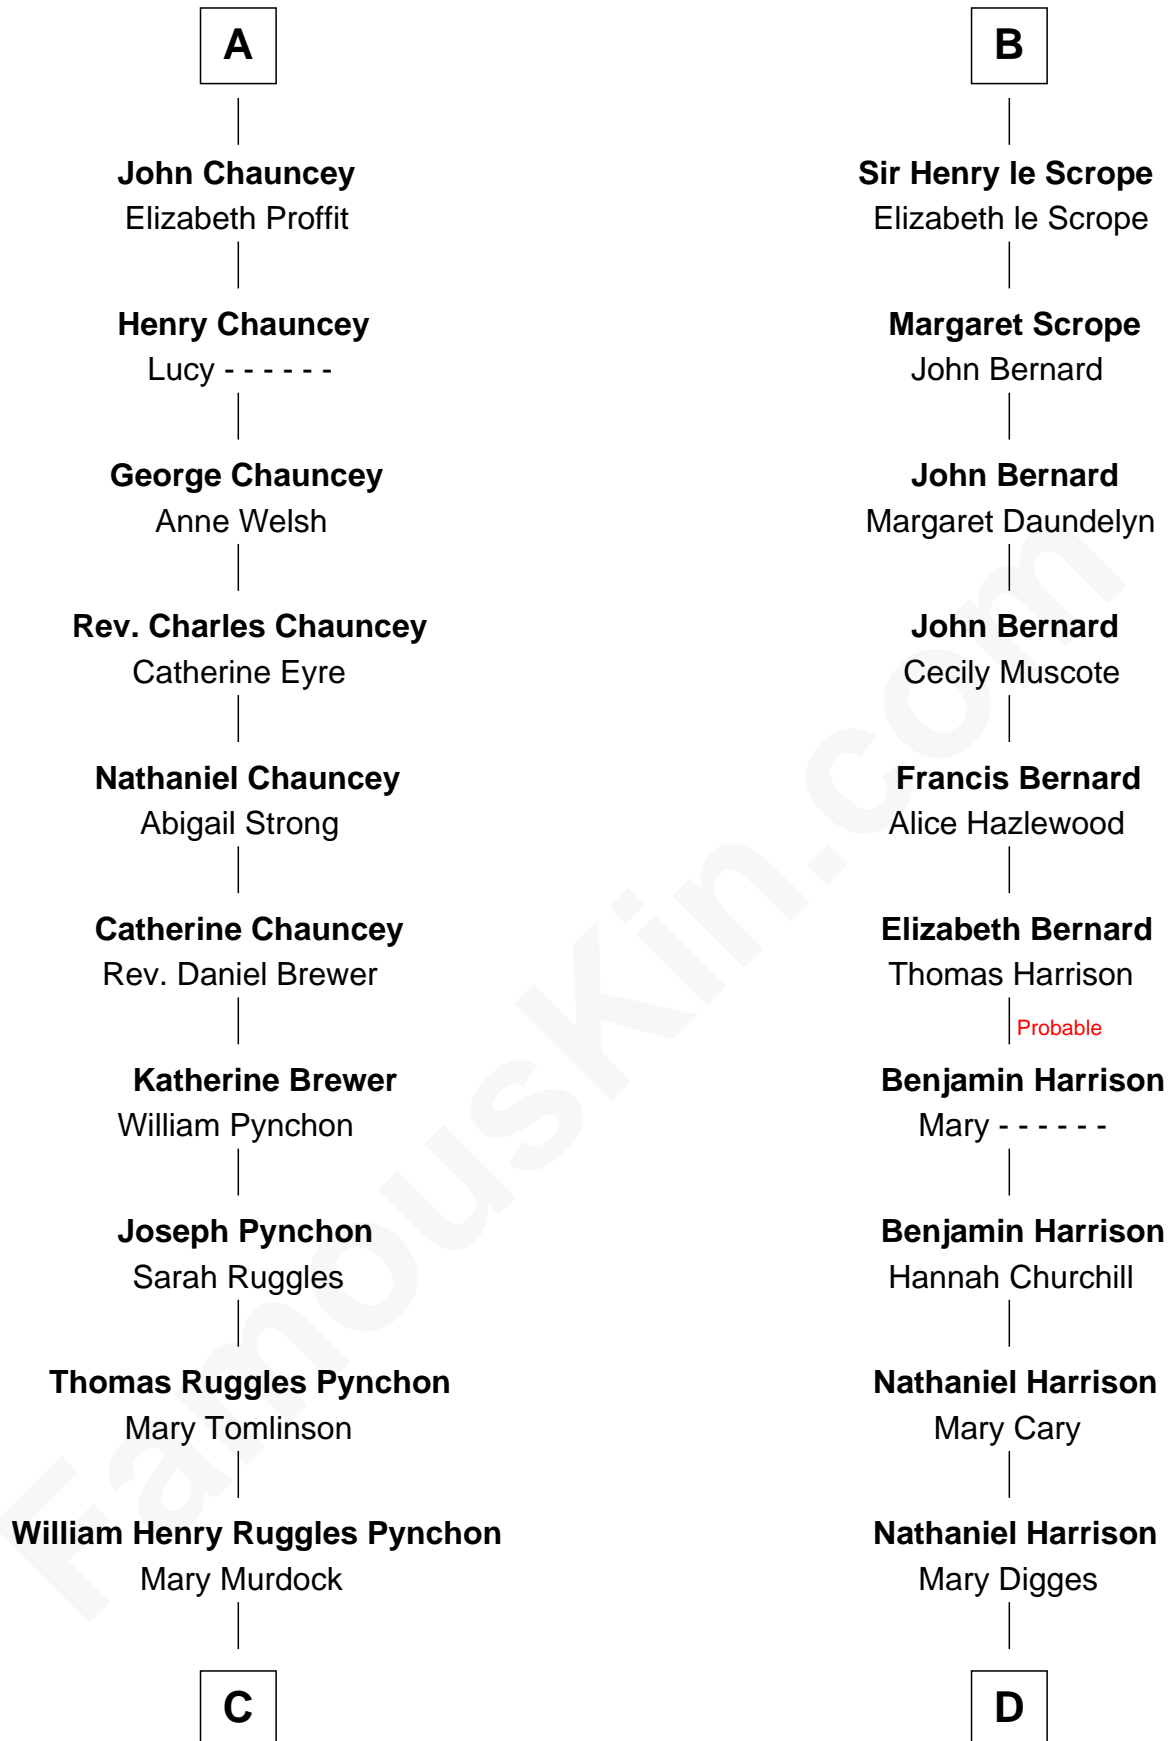 A
John Chauncey
Elizabeth Proffit
Henry Chauncey
Lucy - - - - - -
George Chauncey
Anne Welsh
Rev. Charles Chauncey
Catherine Eyre
Nathaniel Chauncey
Abigail Strong
Catherine Chauncey
Rev. Daniel Brewer
Katherine Brewer
William Pynchon
Joseph Pynchon
Sarah Ruggles
Thomas Ruggles Pynchon
Mary Tomlinson
William Henry Ruggles Pynchon
Mary Murdock
C
B
Sir Henry le Scrope
Elizabeth le Scrope
Margaret Scrope
John Bernard
John Bernard
Margaret Daundelyn
John Bernard
Cecily Muscote
Francis Bernard
Alice Hazlewood
Elizabeth Bernard
Thomas Harrison
Probable
Benjamin Harrison
Mary - - - - - -
Benjamin Harrison
Hannah Churchill
Nathaniel Harrison
Mary Cary
Nathaniel Harrison
Mary Digges
D
FamousKin.com